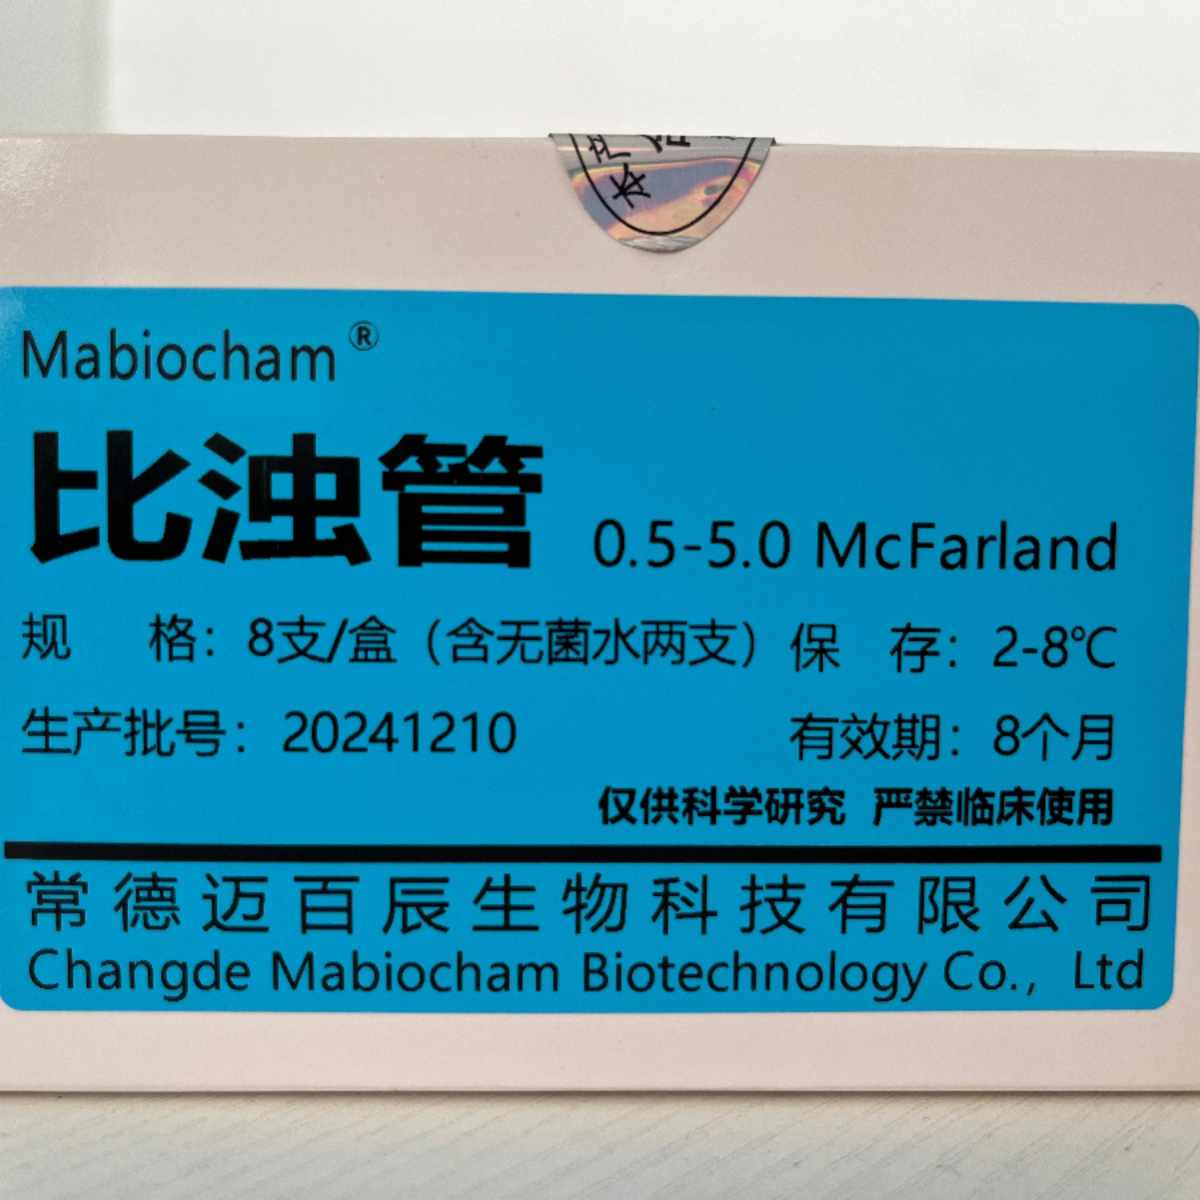 本产
Mabiocham®
比浊管 0.5-5.0 McFarland
规 格：8支/盒（含无菌水两支） 保 存：2-8℃
生产批号：20241210 有效期：8个月
仅供科学研究 严禁临床使用
常德迈百辰生物科技有限公司
Changde Mabiocham Biotechnology Co., Ltd